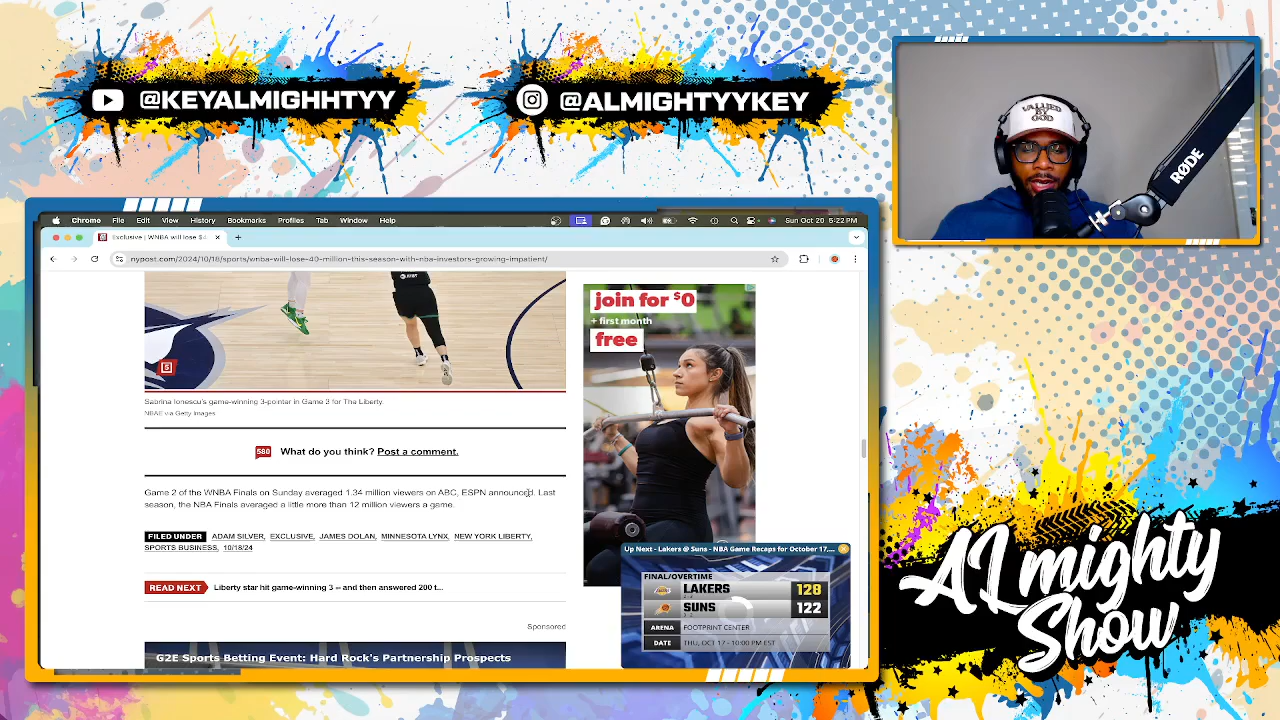 @KEYALMIGHHTYY
@ALMIGHTYYKEY
VALUED
BY
GOD
RØDE
Chrome File Edit View History Bookmarks Profiles Tab Window Help
Sun Oct 20 5:22 PM
Exclusive | WNBA will lose $4
nypost.com/2024/10/18/sports/wnba-will-lose-40-million-this-season-with-nba-investors-growing-impatient/
Sabrina Ionescu's game-winning 3-pointer in Game 3 for The Liberty.
NBAE via Getty Images
580 What do you think? Post a comment.
Game 2 of the WNBA Finals on Sunday averaged 1.34 million viewers on ABC, ESPN announced. Last
season, the NBA Finals averaged a little more than 12 million viewers a game.
FILED UNDER ADAM SILVER, EXCLUSIVE, JAMES DOLAN, MINNESOTA LYNX, NEW YORK LIBERTY,
SPORTS BUSINESS, 10/18/24
READ NEXT Liberty star hit game-winning 3 — and then answered 200 t...
Sponsored
G2E Sports Betting Event: Hard Rock's Partnership Prospects
join for $0
+ first month
free
Up Next - Lakers @ Suns - NBA Game Recaps for October 17,...
FINAL/OVERTIME
LAKERS 128
SUNS 122
ARENA FOOTPRINT CENTER
DATE THU, OCT 17 - 10:00 PM EST
ALmighty
Show